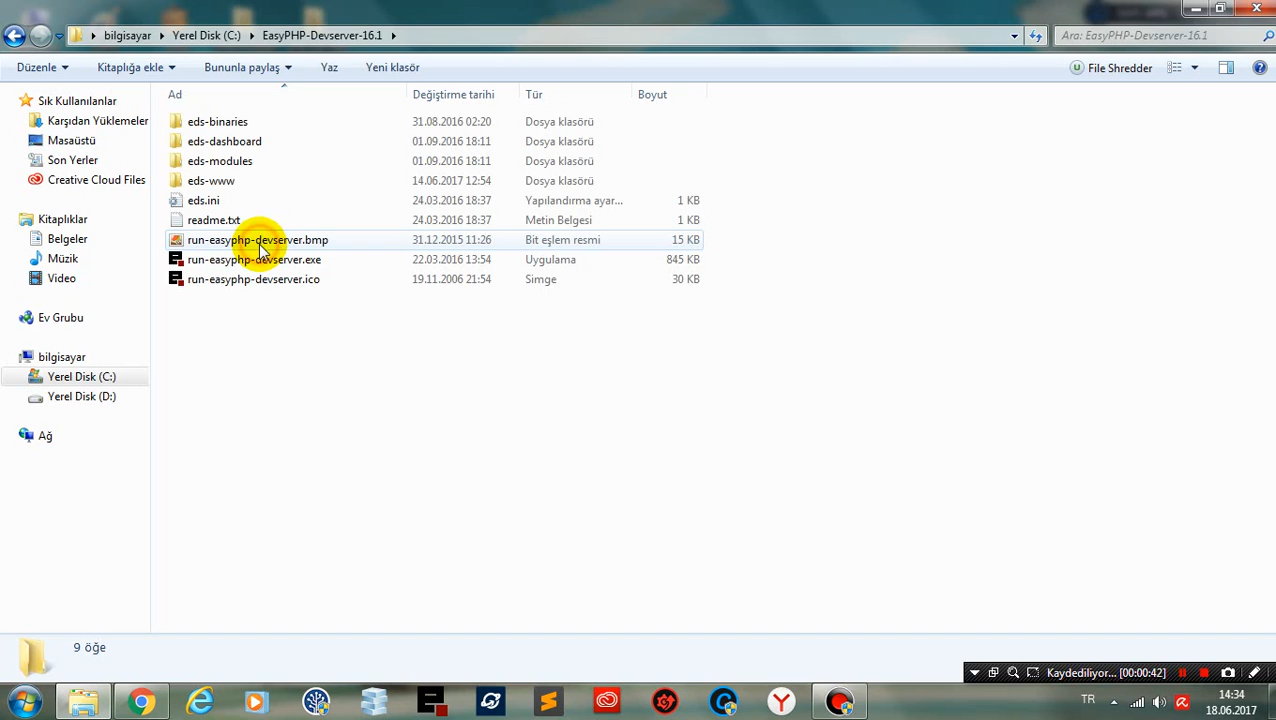 bilgisayar Yerel Disk (C:) EasyPHP-Devserver-16.1
Ara: EasyPHP-Devserver-16.1
Düzenle Kitaplığa ekle Bununla paylaş Yaz Yeni klasör
File Shredder
Sık Kullanılanlar
Karşıdan Yüklemeler
Masaüstü
Son Yerler
Creative Cloud Files
Kitaplıklar
Belgeler
Müzik
Video
Ev Grubu
bilgisayar
Yerel Disk (C:)
Yerel Disk (D:)
Ağ
Ad Değiştirme tarihi Tür Boyut
eds-binaries 31.08.2016 02:20 Dosya klasörü
eds-dashboard 01.09.2016 18:11 Dosya klasörü
eds-modules 01.09.2016 18:11 Dosya klasörü
eds-www 14.06.2017 12:54 Dosya klasörü
eds.ini 24.03.2016 18:37 Yapılandırma ayar... 1 KB
readme.txt 24.03.2016 18:37 Metin Belgesi 1 KB
run-easyphp-devserver.bmp 31.12.2015 11:26 Bit eşlem resmi 15 KB
run-easyphp-devserver.exe 22.03.2016 13:54 Uygulama 845 KB
run-easyphp-devserver.ico 19.11.2006 21:54 Simge 30 KB
9 öğe
Kaydediliyor... [00:00:42]
TR
14:34
18.06.2017